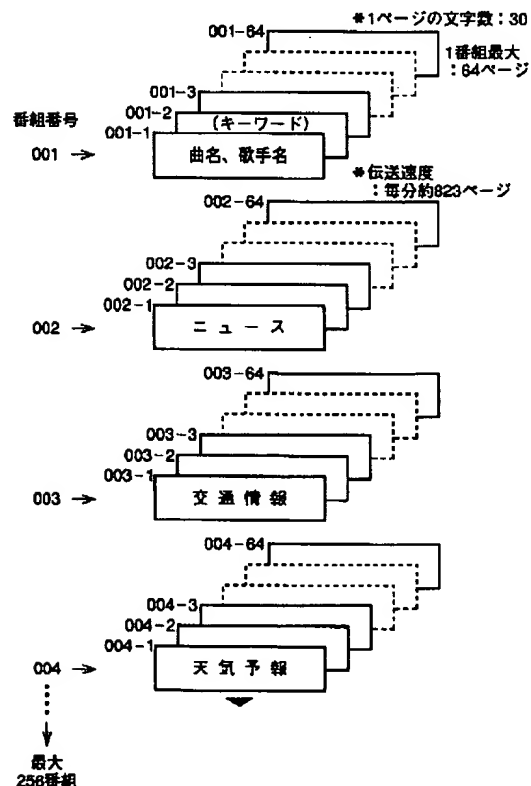 *1ページの文字数：30
001-64
1番組最大
：64ページ
001-3
001-2
(キーワード)
番組番号
001-1
001 →
曲名、歌手名
*伝送速度
：毎分約823ページ
002-64
002-3
002-2
002-1
002 →
ニュース
003-64
003-3
003-2
003-1
003 →
交通情報
004-64
004-3
004-2
004-1
004 →
天気予報
最大
256番組